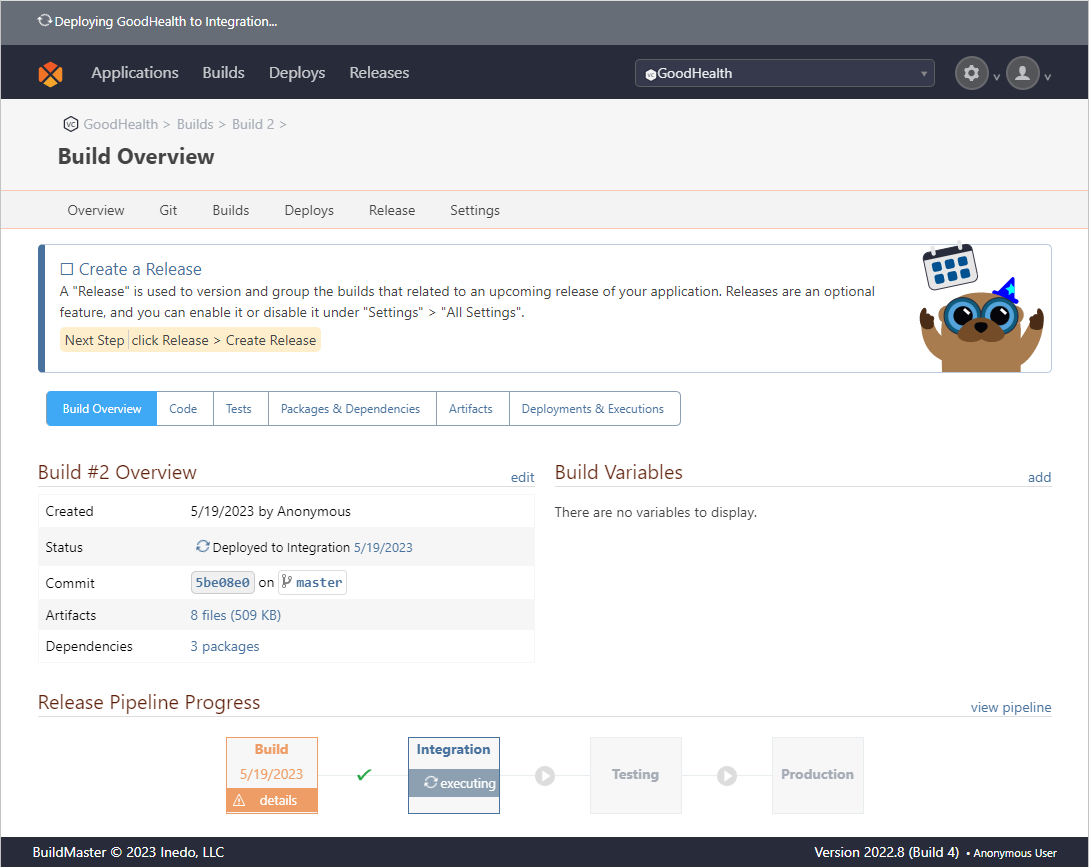 Deploying GoodHealth to Integration...
Applications Builds Deploys Releases
VC GoodHealth
VC GoodHealth > Builds > Build 2 >
Build Overview
Overview Git Builds Deploys Release Settings
Create a Release
A "Release" is used to version and group the builds that related to an upcoming release of your application. Releases are an optional
feature, and you can enable it or disable it under "Settings" > "All Settings".
Next Step click Release > Create Release
Build Overview Code Tests Packages & Dependencies Artifacts Deployments & Executions
Build #2 Overview edit
Created 5/19/2023 by Anonymous
Status Deployed to Integration 5/19/2023
Commit 5be08e0 on master
Artifacts 8 files (509 KB)
Dependencies 3 packages
Build Variables add
There are no variables to display.
Release Pipeline Progress view pipeline
Build
5/19/2023
details
Integration
executing
Testing
Production
BuildMaster © 2023 Inedo, LLC
Version 2022.8 (Build 4) • Anonymous User